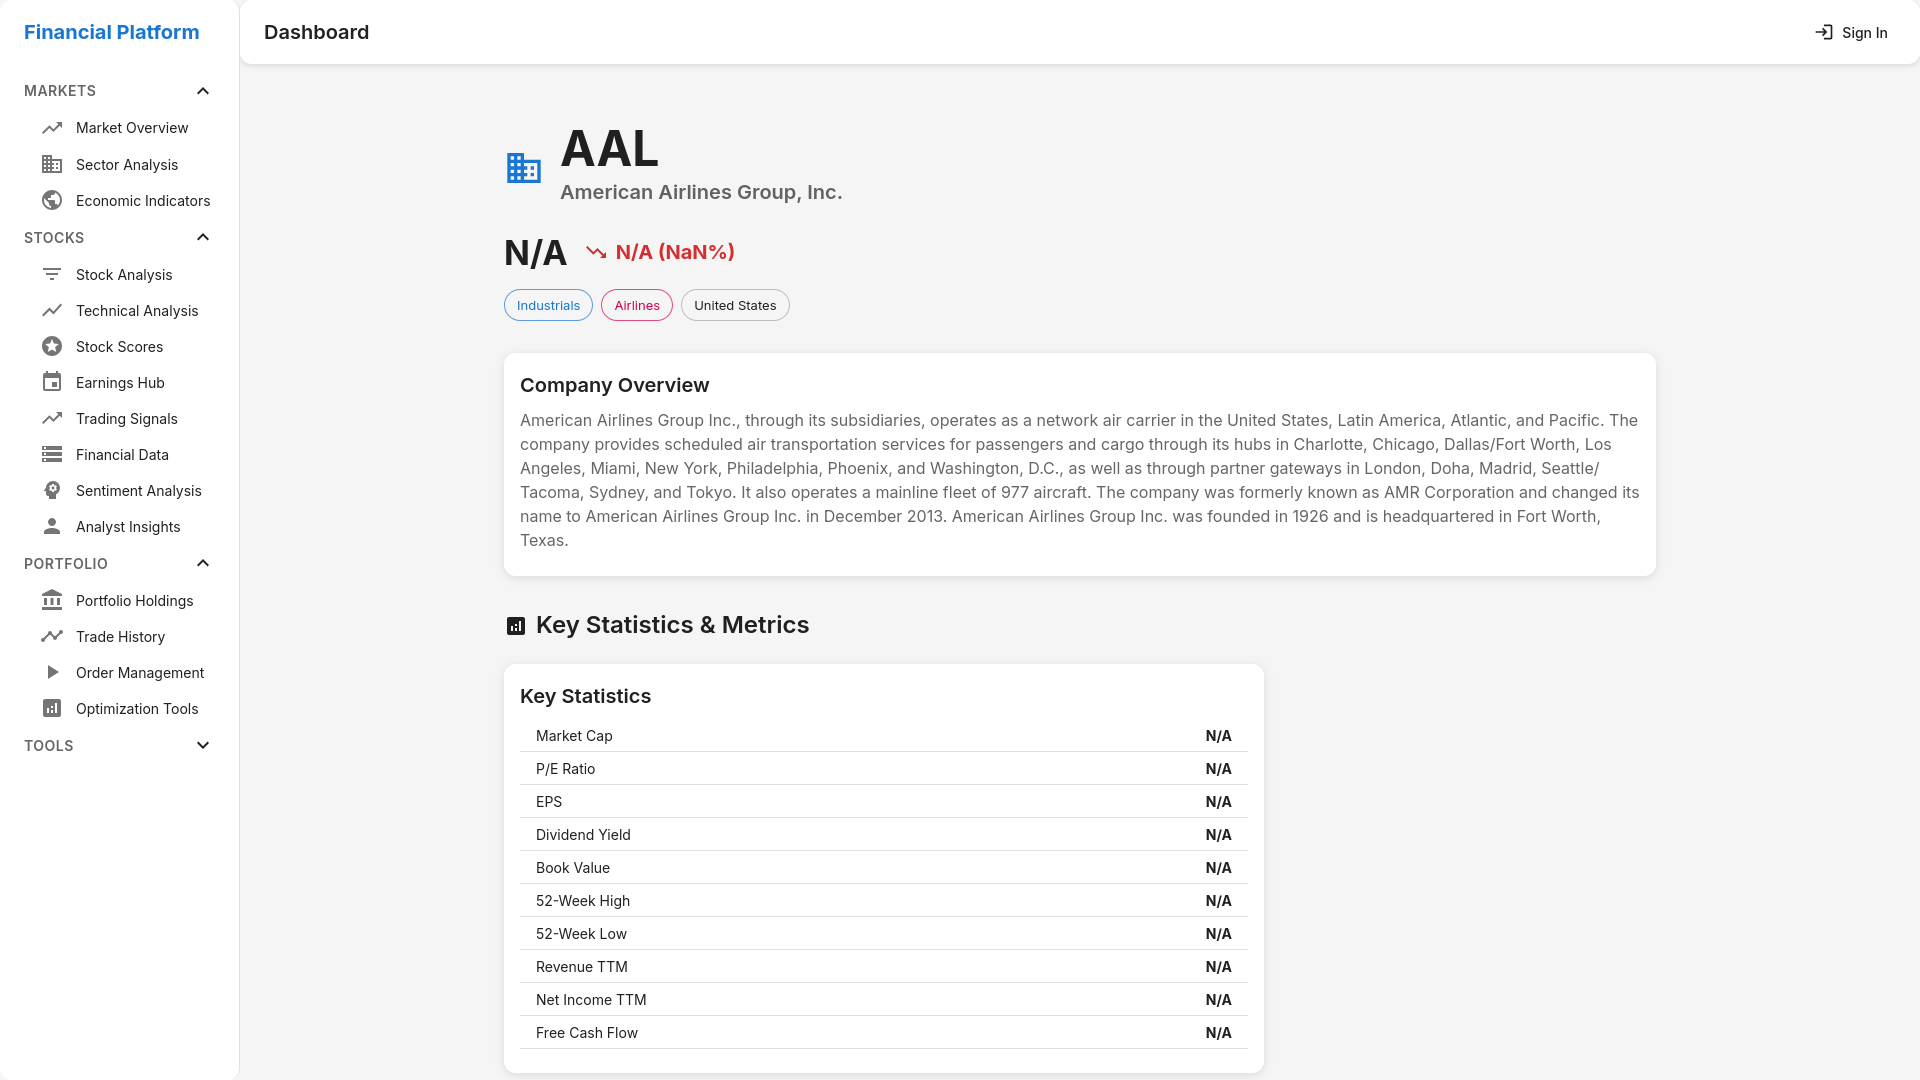 Financial Platform
MARKETS
Market Overview
Sector Analysis
Economic Indicators
STOCKS
Stock Analysis
Technical Analysis
Stock Scores
Earnings Hub
Trading Signals
Financial Data
Sentiment Analysis
Analyst Insights
PORTFOLIO
Portfolio Holdings
Trade History
Order Management
Optimization Tools
TOOLS
Dashboard
Sign In
AAL
American Airlines Group, Inc.
N/A N/A (NaN%)
Industrials Airlines United States
Company Overview
American Airlines Group Inc., through its subsidiaries, operates as a network air carrier in the United States, Latin America, Atlantic, and Pacific. The
company provides scheduled air transportation services for passengers and cargo through its hubs in Charlotte, Chicago, Dallas/Fort Worth, Los
Angeles, Miami, New York, Philadelphia, Phoenix, and Washington, D.C., as well as through partner gateways in London, Doha, Madrid, Seattle/
Tacoma, Sydney, and Tokyo. It also operates a mainline fleet of 977 aircraft. The company was formerly known as AMR Corporation and changed its
name to American Airlines Group Inc. in December 2013. American Airlines Group Inc. was founded in 1926 and is headquartered in Fort Worth,
Texas.
Key Statistics & Metrics
Key Statistics
Market Cap N/A
P/E Ratio N/A
EPS N/A
Dividend Yield N/A
Book Value N/A
52-Week High N/A
52-Week Low N/A
Revenue TTM N/A
Net Income TTM N/A
Free Cash Flow N/A